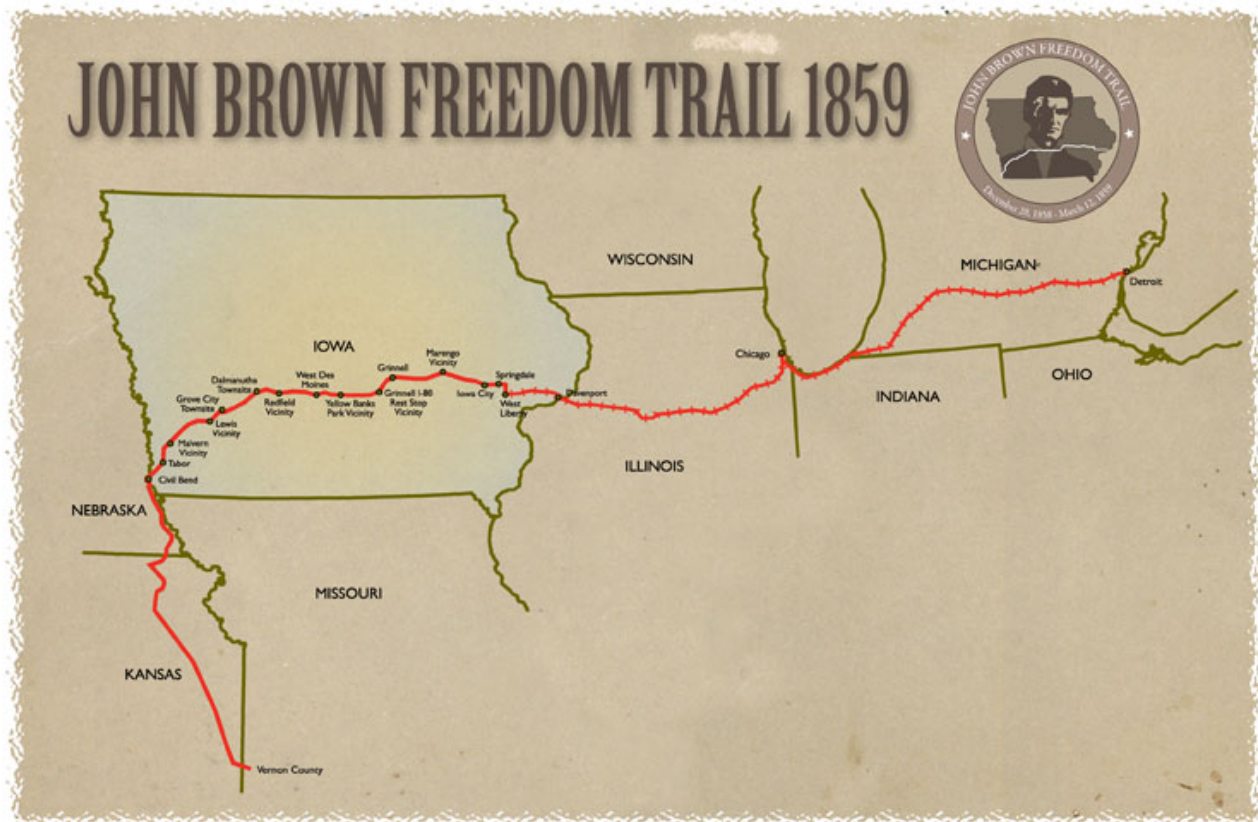 JOHN BROWN FREEDOM TRAIL 1859
JOHN BROWN FREEDOM TRAIL
December 20, 1858 - March 12, 1859
WISCONSIN
MICHIGAN
Detroit
IOWA
Marengo
Vicinity
Chicago
Grinnell
Springdale
Dalmanutha
Townsite
West Des
Moines
OHIO
Iowa City
Grinnell I-80
Rest Stop
Vicinity
Davenport
INDIANA
Redfield
Vicinity
Yellow Banks
Park Vicinity
West
Liberty
Grove City
Townsite
Lewis
Vicinity
Malvern
Vicinity
Tabor
ILLINOIS
Civil Bend
NEBRASKA
MISSOURI
KANSAS
Vernon County